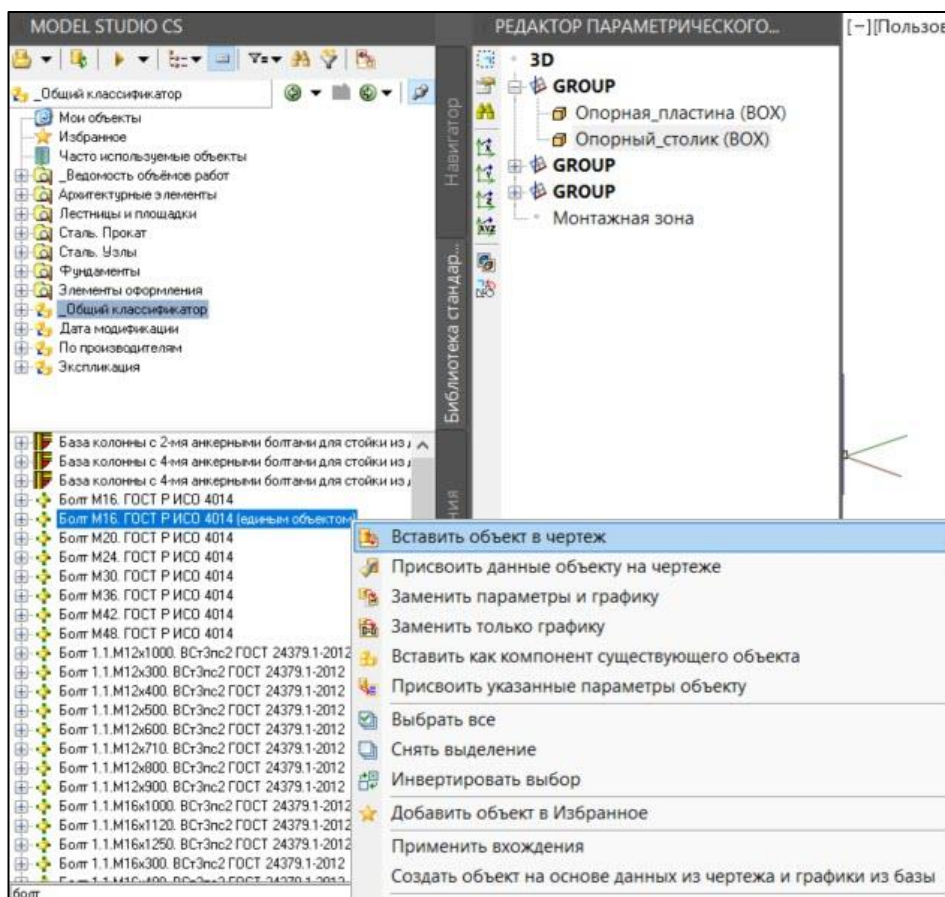 MODEL STUDIO CS
_Общий классификатор
Мои объекты
Избранное
Часто используемые объекты
_Ведомость объёмов работ
Архитектурные элементы
Лестницы и площадки
Сталь. Прокат
Сталь. Узлы
Фундаменты
Элементы оформления
_Общий классификатор
Дата модификации
По производителям
Экспликация
База колонны с 2-мя анкерными болтами для стойки из
База колонны с 4-мя анкерными болтами для стойки из
База колонны с 4-мя анкерными болтами для стойки из
Болт М16. ГОСТ Р ИСО 4014
Болт М16. ГОСТ Р ИСО 4014 (единым объектом)
Болт М20. ГОСТ Р ИСО 4014
Болт М24. ГОСТ Р ИСО 4014
Болт М30. ГОСТ Р ИСО 4014
Болт М36. ГОСТ Р ИСО 4014
Болт М42. ГОСТ Р ИСО 4014
Болт М48. ГОСТ Р ИСО 4014
Болт 1.1.М12х1000. ВСт3пс2 ГОСТ 24379.1-2012
Болт 1.1.М12х300. ВСт3пс2 ГОСТ 24379.1-2012
Болт 1.1.М12х400. ВСт3пс2 ГОСТ 24379.1-2012
Болт 1.1.М12х500. ВСт3пс2 ГОСТ 24379.1-2012
Болт 1.1.М12х600. ВСт3пс2 ГОСТ 24379.1-2012
Болт 1.1.М12х710. ВСт3пс2 ГОСТ 24379.1-2012
Болт 1.1.М12х800. ВСт3пс2 ГОСТ 24379.1-2012
Болт 1.1.М12х900. ВСт3пс2 ГОСТ 24379.1-2012
Болт 1.1.М16х1000. ВСт3пс2 ГОСТ 24379.1-2012
Болт 1.1.М16х1120. ВСт3пс2 ГОСТ 24379.1-2012
Болт 1.1.М16х1250. ВСт3пс2 ГОСТ 24379.1-2012
Болт 1.1.М16х300. ВСт3пс2 ГОСТ 24379.1-2012
болт
Навигатор
Библиотека стандар...
РЕДАКТОР ПАРАМЕТРИЧЕСКОГО...
3D
GROUP
Опорная_пластина (BOX)
Опорный_столик (BOX)
GROUP
GROUP
Монтажная зона
[−][Пользов
Вставить объект в чертеж
Присвоить данные объекту на чертеже
Заменить параметры и графику
Заменить только графику
Вставить как компонент существующего объекта
Присвоить указанные параметры объекту
Выбрать все
Снять выделение
Инвертировать выбор
Добавить объект в Избранное
Применить вхождения
Создать объект на основе данных из чертежа и графики из базы